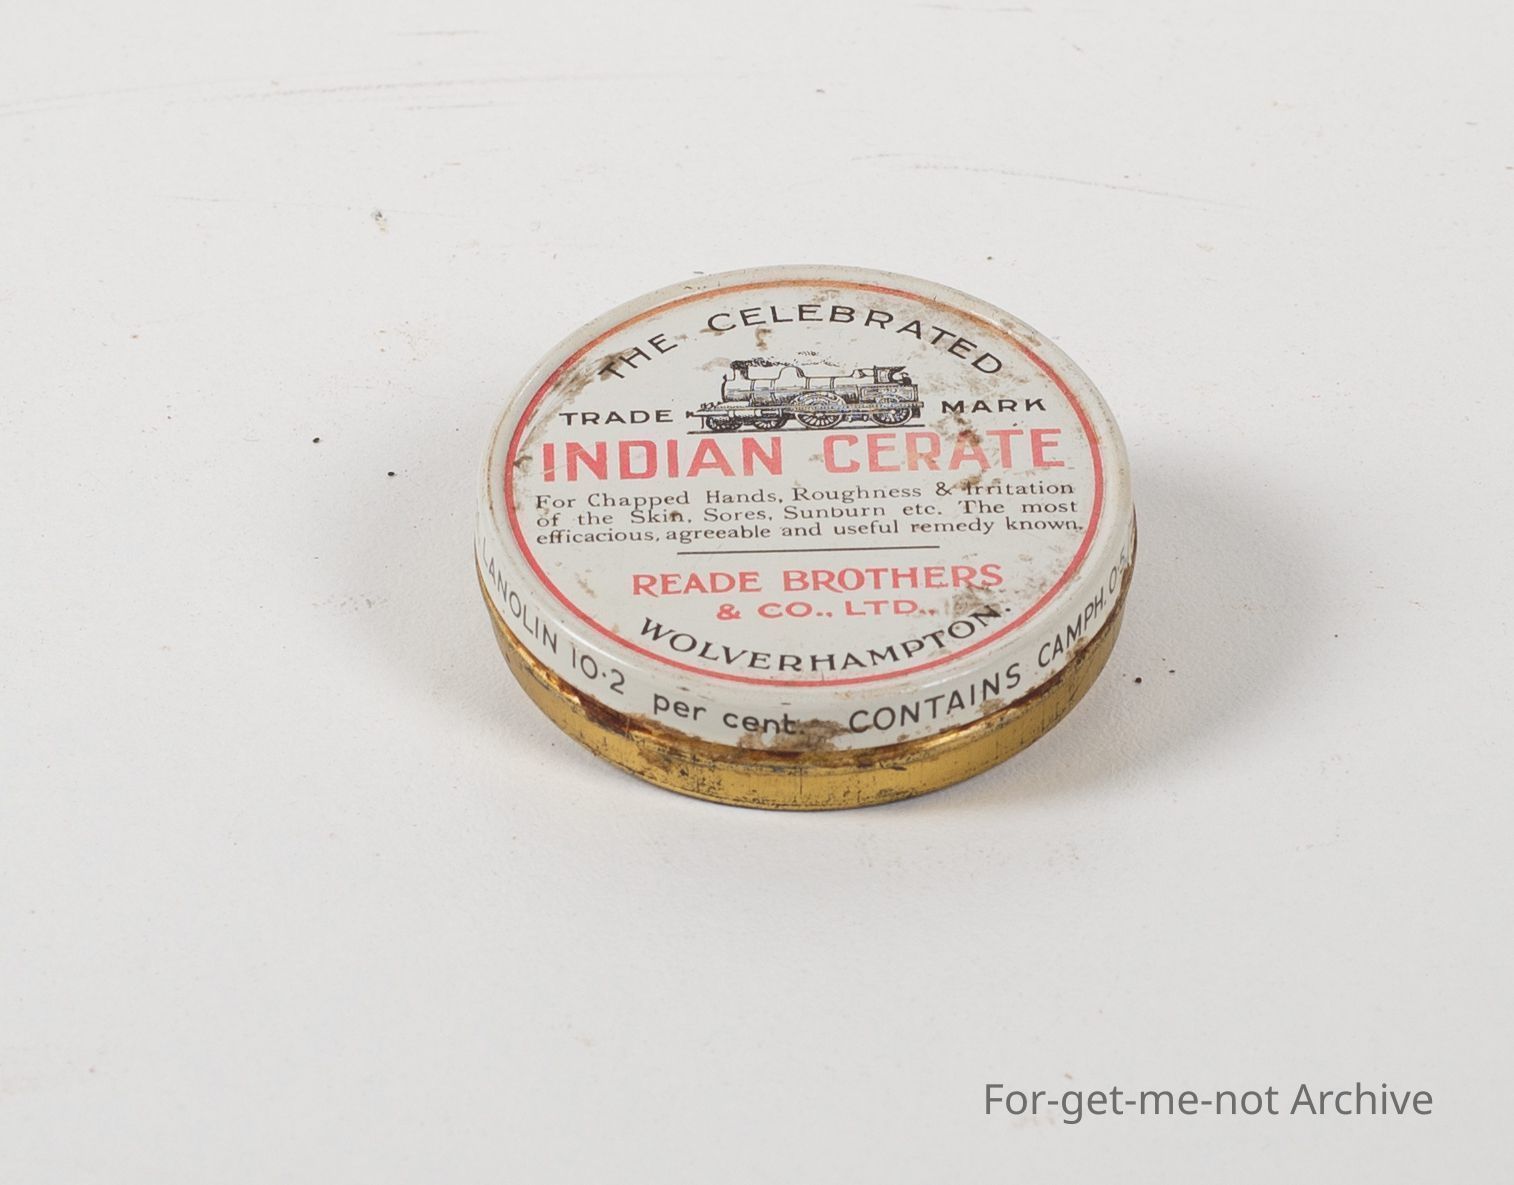 THE CELEBRATED
TRADE MARK
INDIAN CERATE
For Chapped Hands, Roughness & Irritation
of the Skin, Sores, Sunburn etc. The most
efficacious, agreeable and useful remedy known.
READE BROTHERS
& CO., LTD.,
WOLVERHAMPTON.
LANOLIN 10·2 per cent. CONTAINS CAMPH. 0·5
For-get-me-not Archive